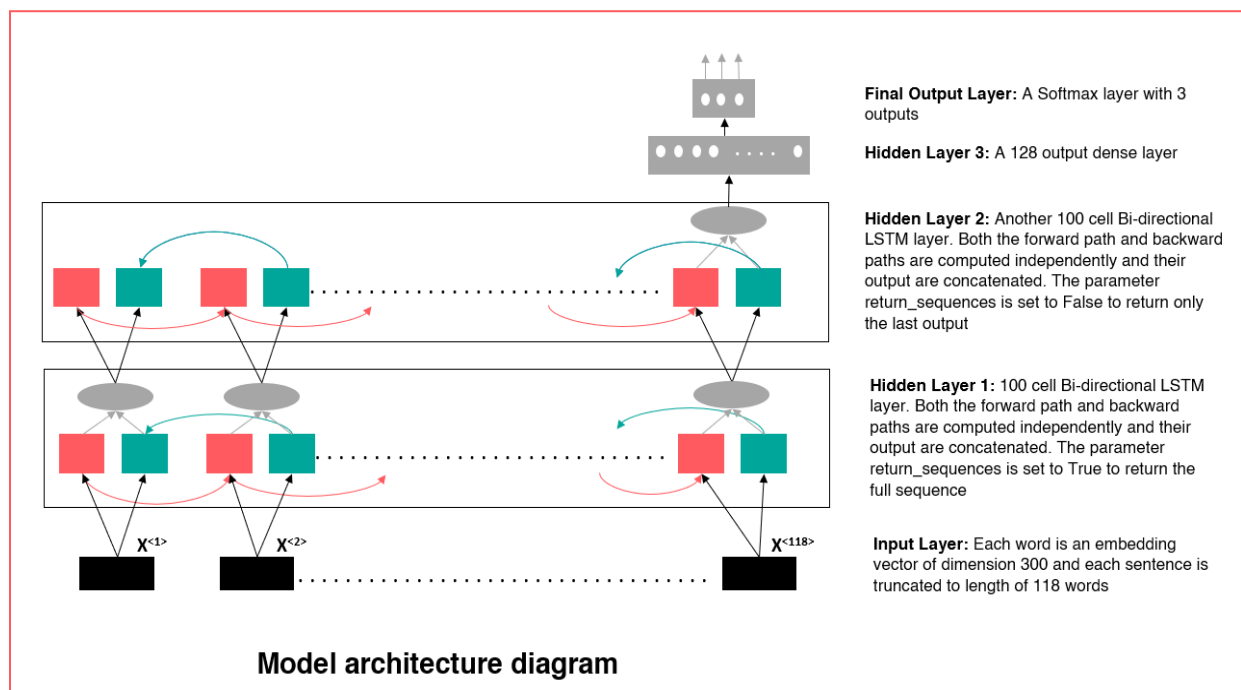 Final Output Layer: A Softmax layer with 3
outputs
Hidden Layer 3: A 128 output dense layer
Hidden Layer 2: Another 100 cell Bi-directional
LSTM layer. Both the forward path and backward
paths are computed independently and their
output are concatenated. The parameter
return_sequences is set to False to return only
the last output
Hidden Layer 1: 100 cell Bi-directional LSTM
layer. Both the forward path and backward
paths are computed independently and their
output are concatenated. The parameter
return_sequences is set to True to return the
full sequence
X<1>
X<2>
X<118>
Input Layer: Each word is an embedding
vector of dimension 300 and each sentence is
truncated to length of 118 words
Model architecture diagram